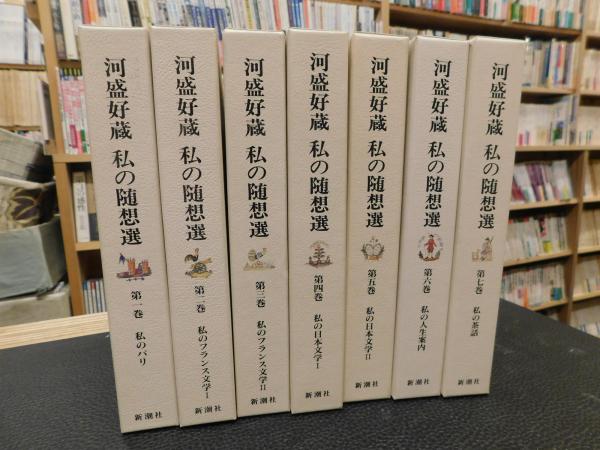 河盛好蔵 私の随想選
第一巻
私のパリ
新潮社
河盛好蔵 私の随想選
第二巻
私のフランス文学I
新潮社
河盛好蔵 私の随想選
第三巻
私のフランス文学II
新潮社
河盛好蔵 私の随想選
第四巻
私の日本文学I
新潮社
河盛好蔵 私の随想選
第五巻
私の日本文学II
新潮社
河盛好蔵 私の随想選
第六巻
私の人生案内
新潮社
河盛好蔵 私の随想選
第七巻
私の茶話
新潮社